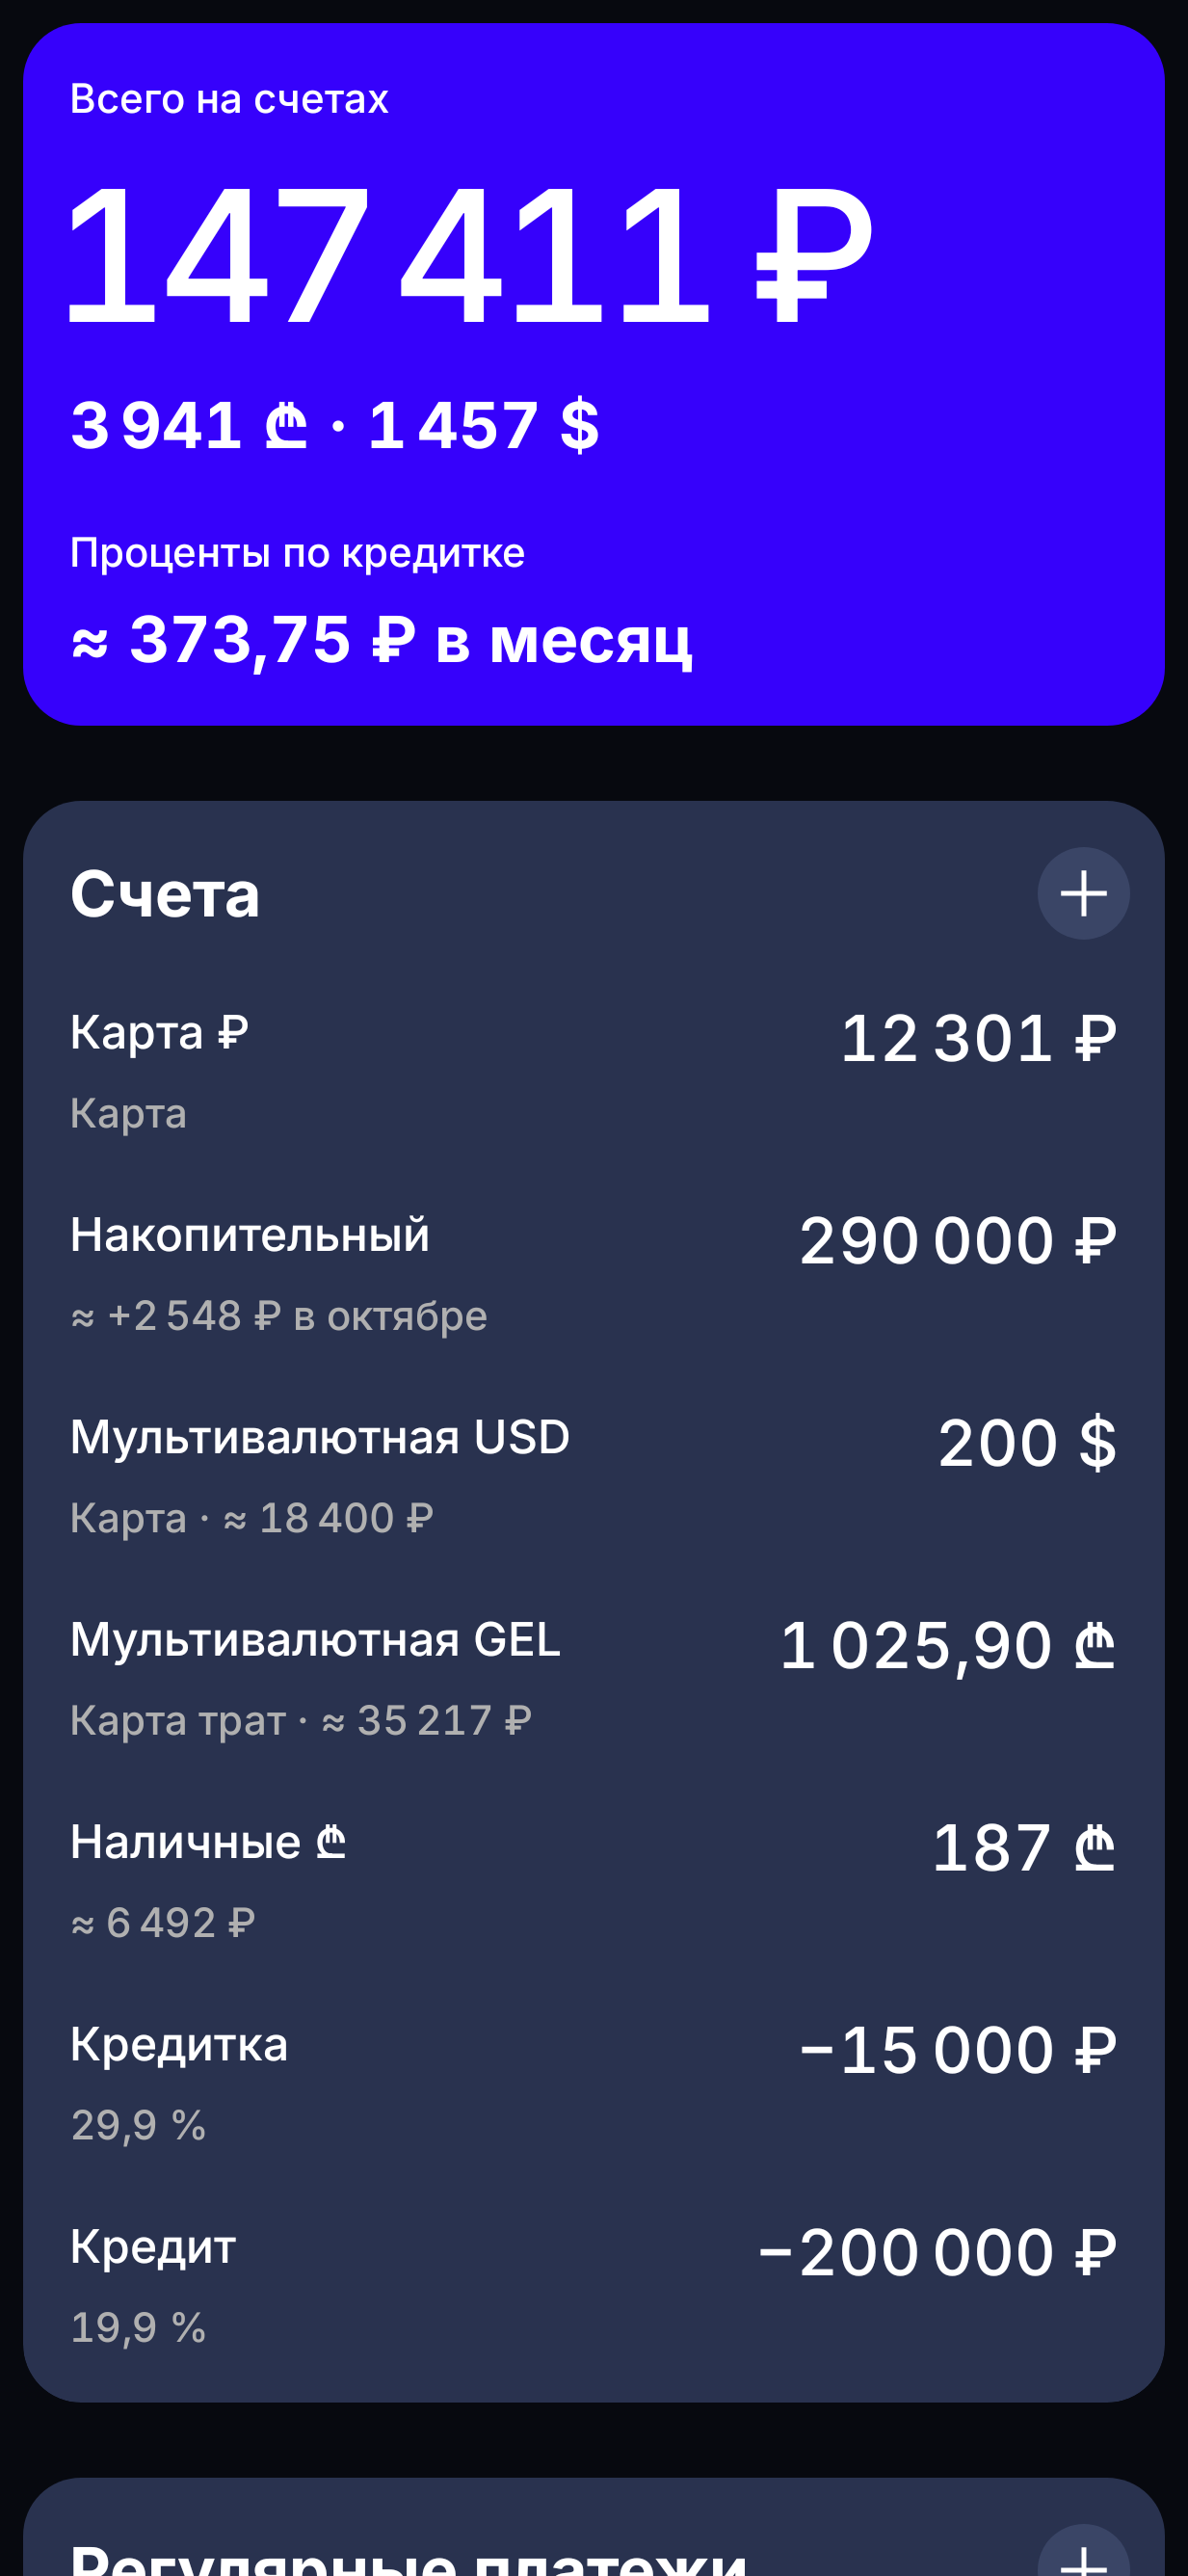 Всего на счетах
147 411 ₽
3 941 ₾ · 1 457 $
Проценты по кредитке
≈ 373,75 ₽ в месяц
Счета
Карта ₽
12 301 ₽
Карта
Накопительный
290 000 ₽
≈ +2 548 ₽ в октябре
Мультивалютная USD
200 $
Карта · ≈ 18 400 ₽
Мультивалютная GEL
1 025,90 ₾
Карта трат · ≈ 35 217 ₽
Наличные ₾
187 ₾
≈ 6 492 ₽
Кредитка
−15 000 ₽
29,9 %
Кредит
−200 000 ₽
19,9 %
Регулярные платежи